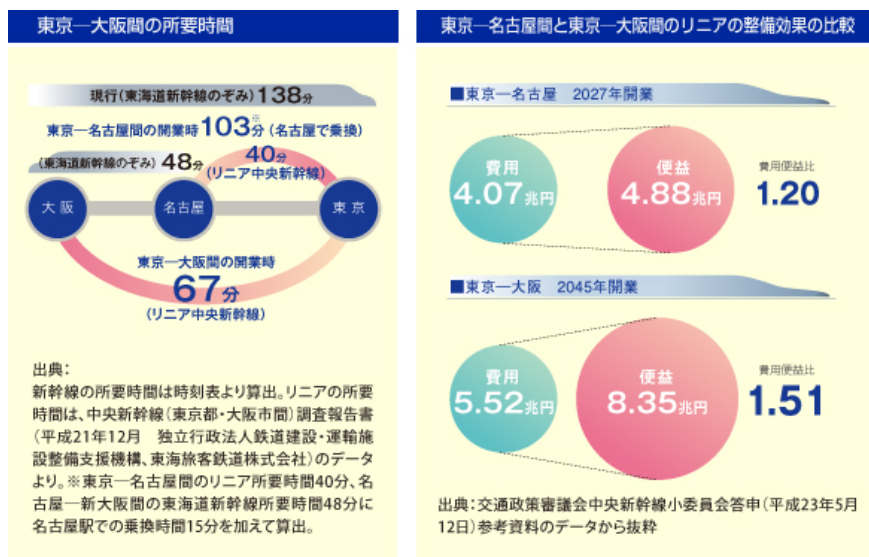 東京―大阪間の所要時間
現行(東海道新幹線のぞみ)138分
東京―名古屋間の開業時103分※(名古屋で乗換)
(東海道新幹線のぞみ)48分
40分
(リニア中央新幹線)
大阪
名古屋
東京
東京―大阪間の開業時
67分
(リニア中央新幹線)
出典:
新幹線の所要時間は時刻表より算出。リニアの所要
時間は、中央新幹線(東京都・大阪市間)調査報告書
(平成21年12月　独立行政法人鉄道建設・運輸施
設整備支援機構、東海旅客鉄道株式会社)のデータ
より。※東京―名古屋間のリニア所要時間40分、名
古屋―新大阪間の東海道新幹線所要時間48分に
名古屋駅での乗換時間15分を加えて算出。
東京―名古屋間と東京―大阪間のリニアの整備効果の比較
■東京―名古屋　2027年開業
費用
4.07兆円
便益
4.88兆円
費用便益比
1.20
■東京―大阪　2045年開業
費用
5.52兆円
便益
8.35兆円
費用便益比
1.51
出典:交通政策審議会中央新幹線小委員会答申(平成23年5月
12日)参考資料のデータから抜粋